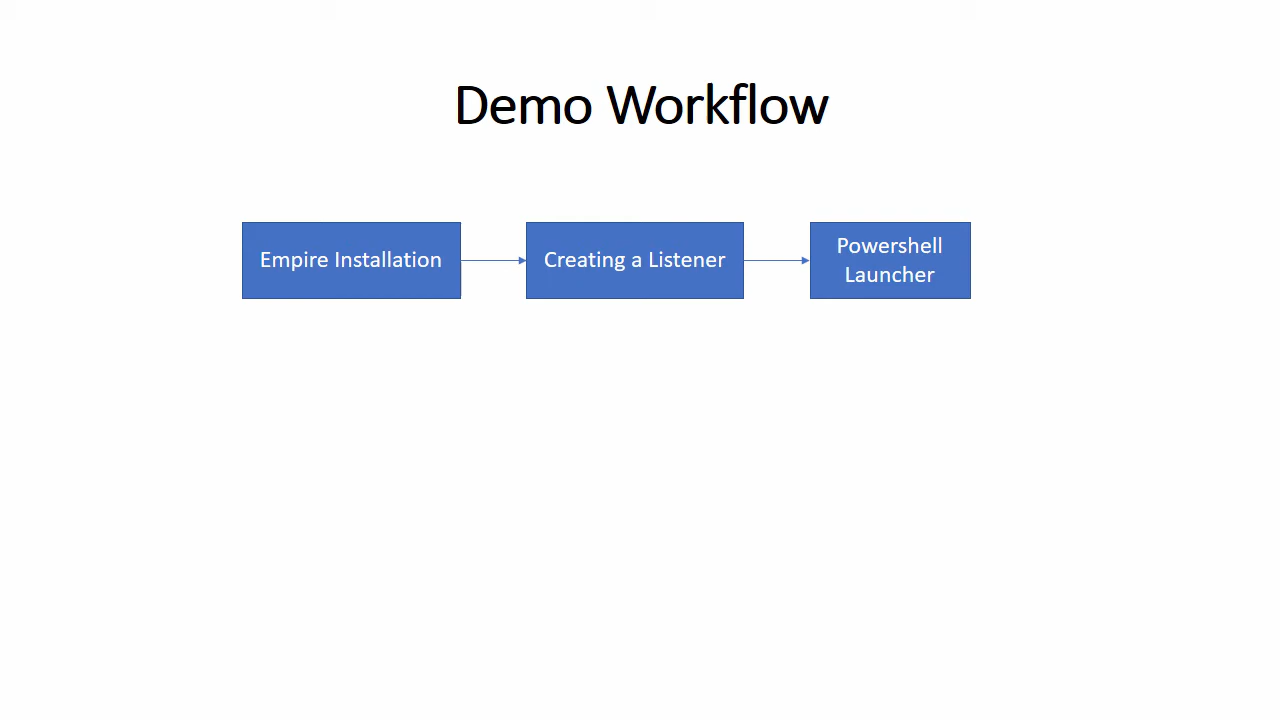 Demo Workflow
Empire Installation
Creating a Listener
Powershell
Launcher